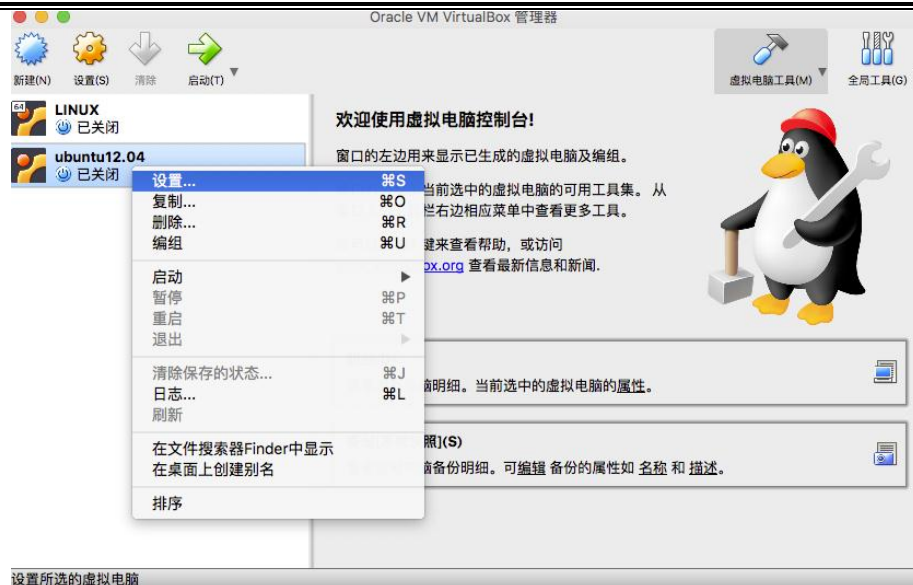 Oracle VM VirtualBox 管理器
新建(N) 设置(S) 清除 启动(T) 虚拟电脑工具(M) 全局工具(G)
64
LINUX
已关闭
ubuntu12.04
已关闭
设置... ⌘S
复制... ⌘O
删除... ⌘R
编组 ⌘U
启动
暂停 ⌘P
重启 ⌘T
退出
清除保存的状态... ⌘J
日志... ⌘L
刷新
在文件搜索器Finder中显示
在桌面上创建别名
排序
欢迎使用虚拟电脑控制台!
窗口的左边用来显示已生成的虚拟电脑及编组。
当前选中的虚拟电脑的可用工具集。 从
栏右边相应菜单中查看更多工具。
键来查看帮助，或访问
ox.org 查看最新信息和新闻.
明细。当前选中的虚拟电脑的属性。
照](S)
备份明细。可编辑 备份的属性如 名称 和 描述。
设置所选的虚拟电脑